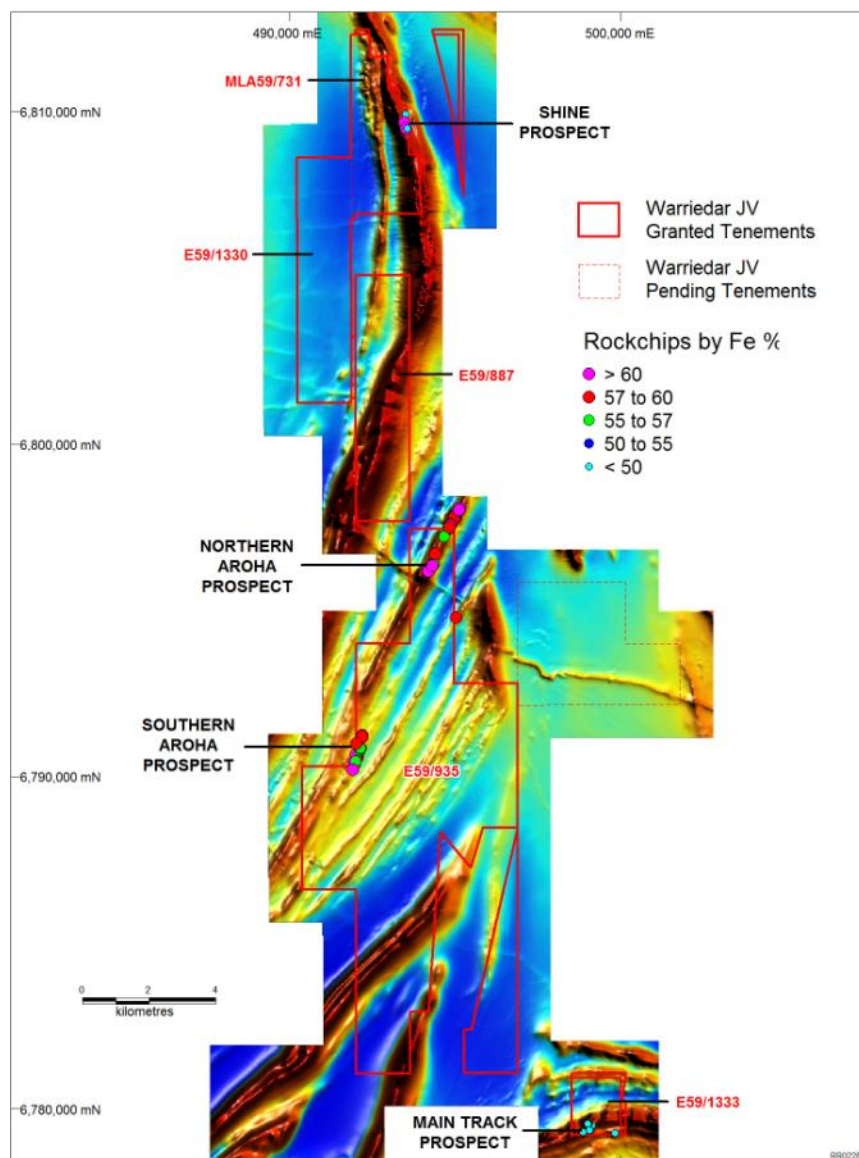 490,000 mE
500,000 mE
MLA59/731
6,810,000 mN
SHINE
PROSPECT
Warriedar JV
Granted Tenements
E59/1330
Warriedar JV
Pending Tenements
Rockchips by Fe %
> 60
57 to 60
55 to 57
50 to 55
< 50
E59/887
6,800,000 mN
NORTHERN
AROHA
PROSPECT
SOUTHERN
AROHA
PROSPECT
6,790,000 mN
E59/935
0 2 4
kilometres
6,780,000 mN
E59/1333
MAIN TRACK
PROSPECT